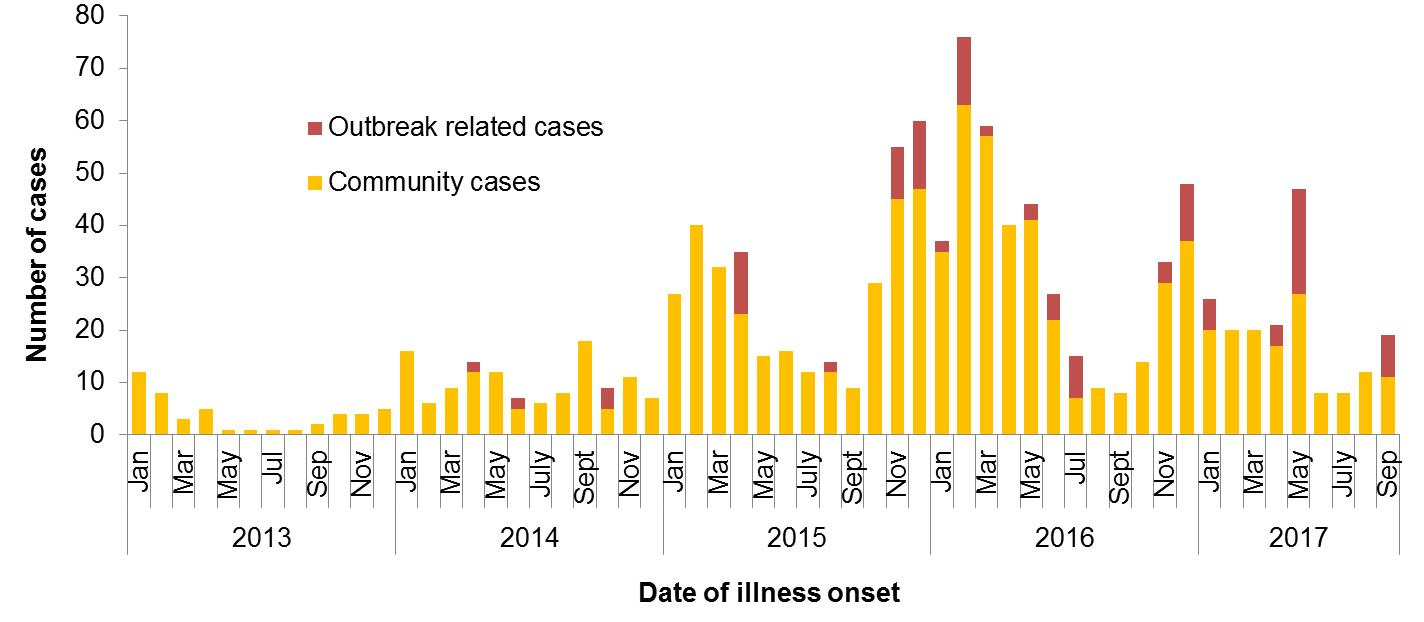 80
70
60
50
40
30
20
10
0
Number of cases
Outbreak related cases
Community cases
Jan Mar May Jul Sep Nov Jan Mar May July Sept Nov Jan Mar May July Sept Nov Jan Mar May Jul Sept Nov Jan Mar May July Sep
2013 2014 2015 2016 2017
Date of illness onset